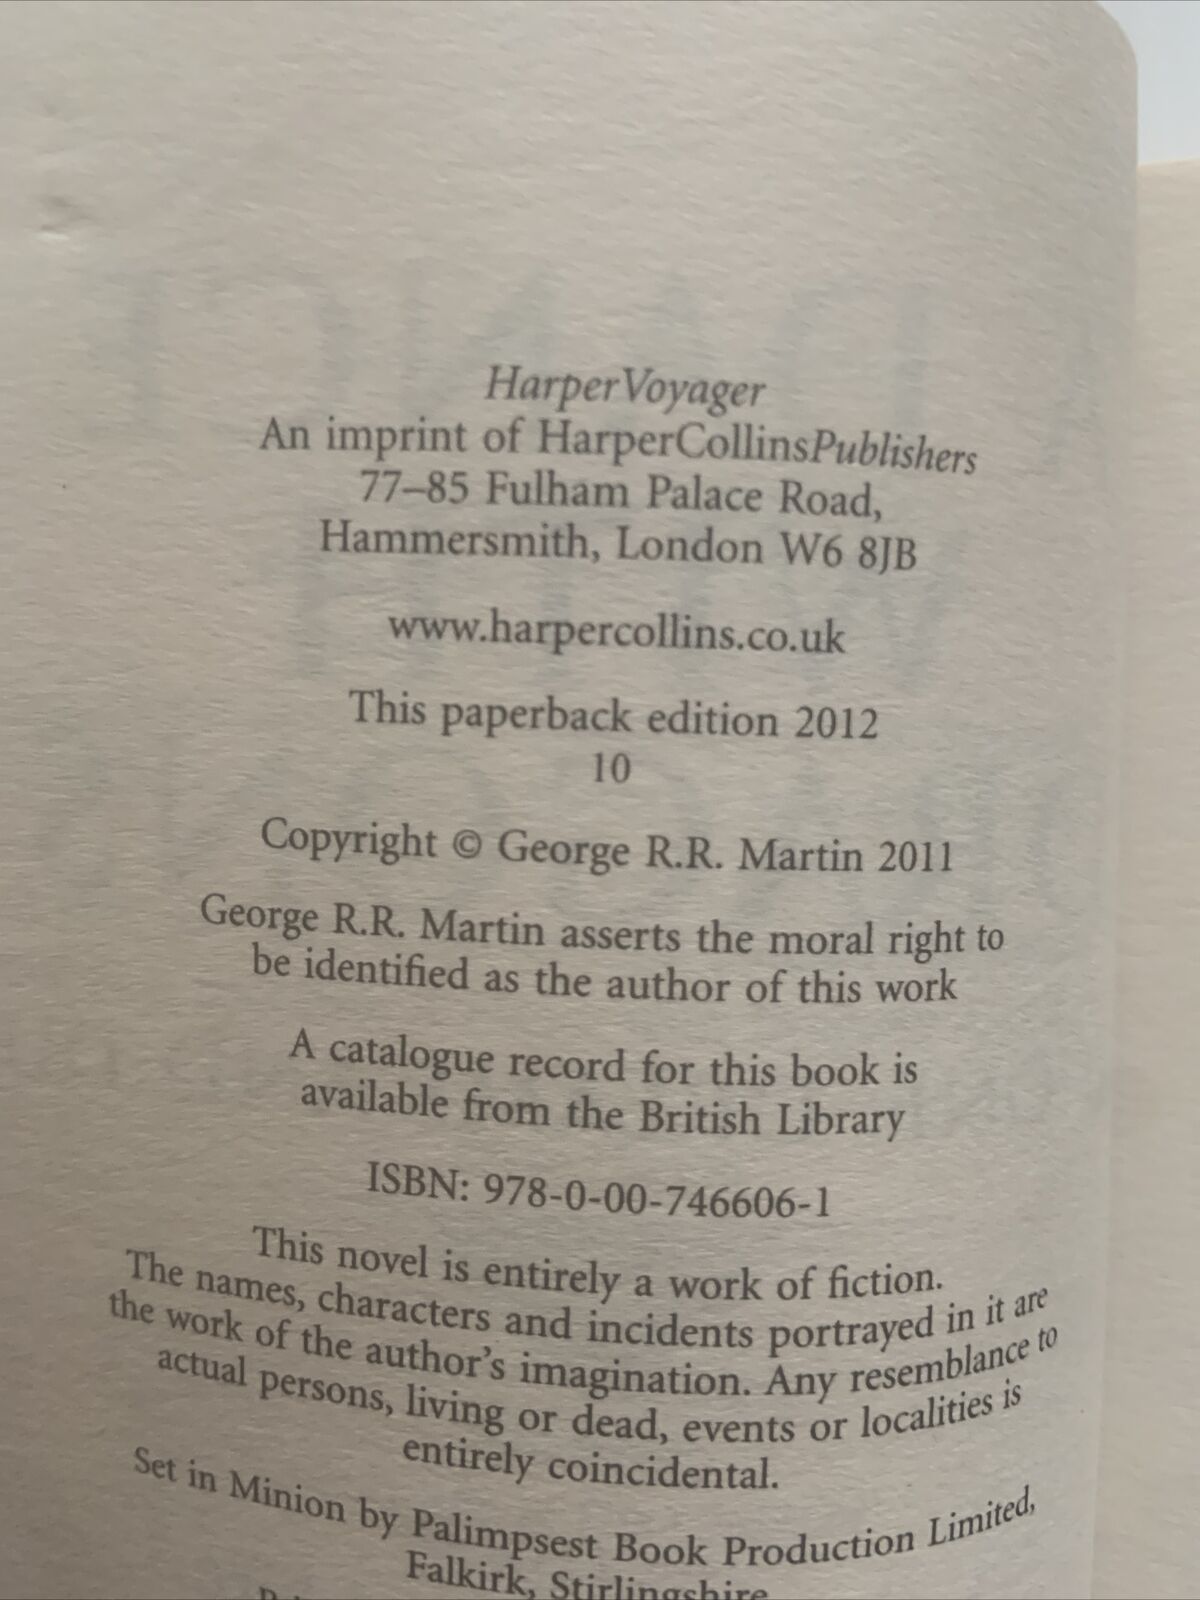 HarperVoyager
An imprint of HarperCollinsPublishers
77–85 Fulham Palace Road,
Hammersmith, London W6 8JB
www.harpercollins.co.uk
This paperback edition 2012
10
Copyright © George R.R. Martin 2011
George R.R. Martin asserts the moral right to
be identified as the author of this work
A catalogue record for this book is
available from the British Library
ISBN: 978-0-00-746606-1
This novel is entirely a work of fiction.
The names, characters and incidents portrayed in it are
the work of the author's imagination. Any resemblance to
actual persons, living or dead, events or localities is
entirely coincidental.
Set in Minion by Palimpsest Book Production Limited,
Falkirk, Stirlingshire